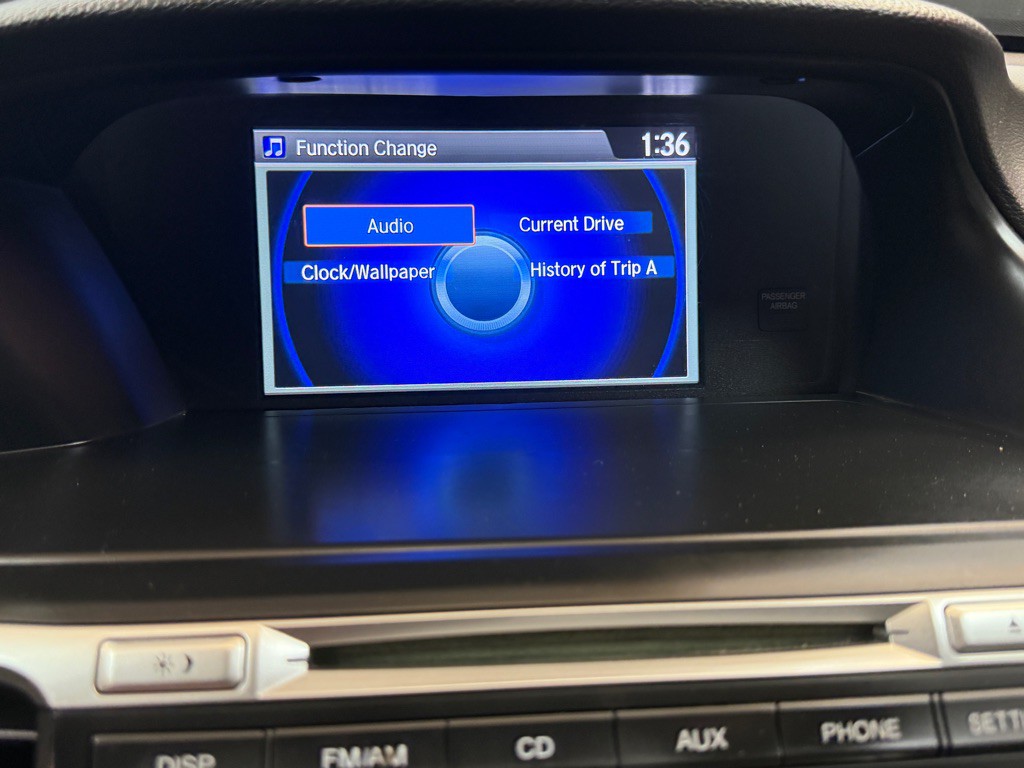 Function Change
1:36
Audio
Current Drive
Clock/Wallpaper
History of Trip A
PASSENGER
AIRBAG
DISP
FM/AM
CD
AUX
PHONE